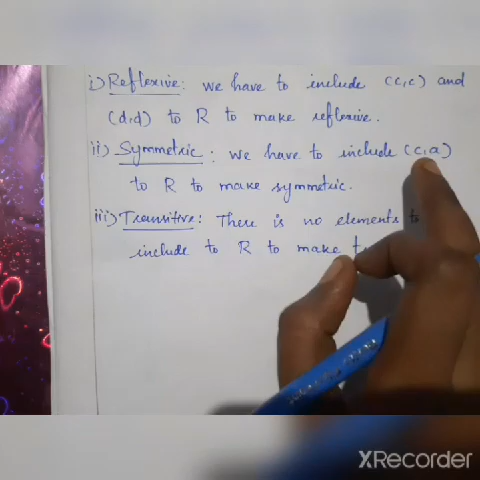 i) Reflexive: we have to include (c,c) and
(d,d) to R to make reflexive.
ii) Symmetric: we have to include (c,a)
to R to make symmetric.
iii) Transitive: There is no elements to
include to R to make
XRecorder